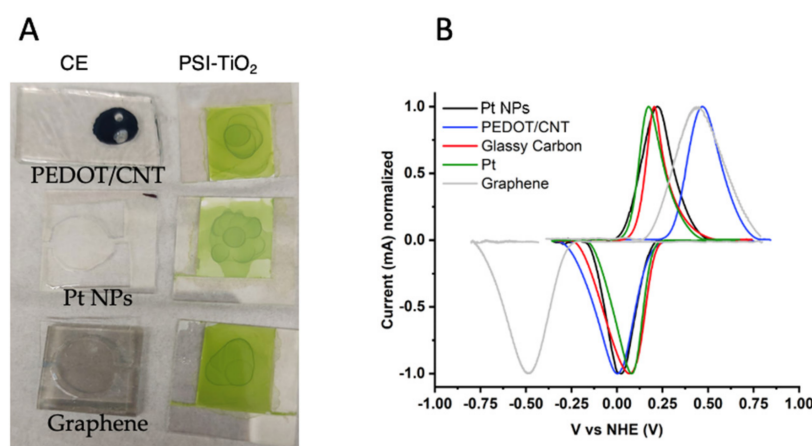 A
CE
PSI-TiO₂
PEDOT/CNT
Pt NPs
Graphene
B
Current (mA) normalized
1.0
0.5
0.0
-0.5
-1.0
Pt NPs
PEDOT/CNT
Glassy Carbon
Pt
Graphene
-1.00 -0.75 -0.50 -0.25 0.00 0.25 0.50 0.75 1.00
V vs NHE (V)